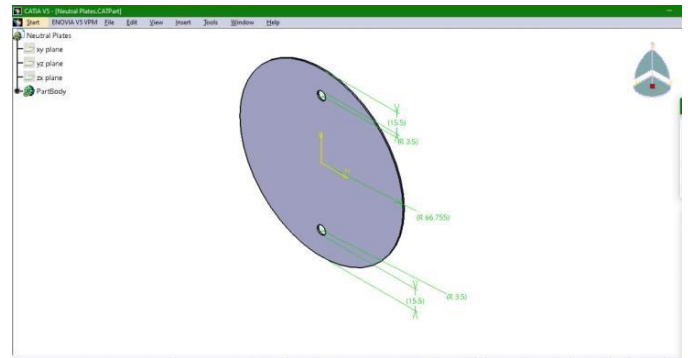 CATIA V5 - [Neutral Plates.CATPart]
Start ENOVIA V5 VPM File Edit View Insert Tools Window Help
Neutral Plates
xy plane
yz plane
zx plane
PartBody
(15.5)
(R 3.5)
(R 66.755)
(R 3.5)
(15.5)